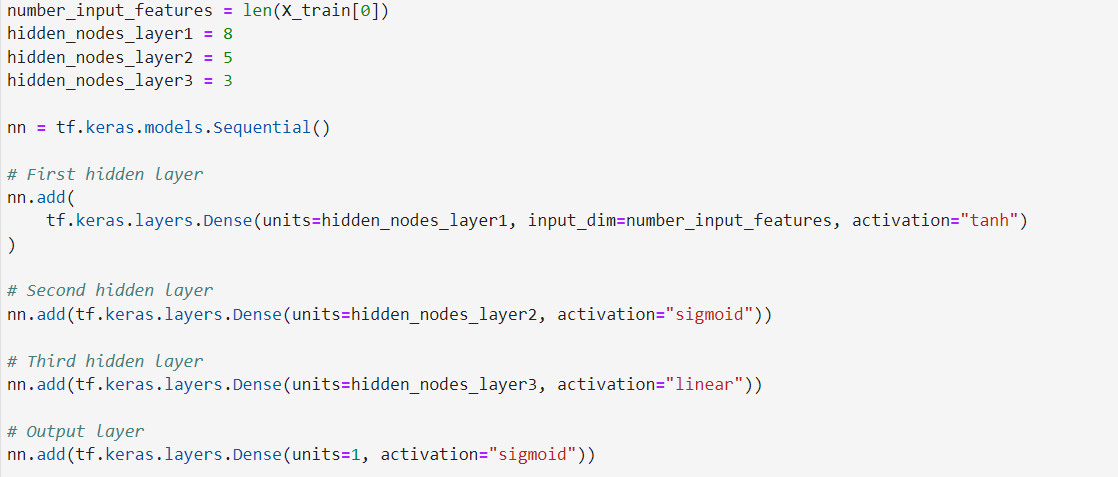 number_input_features = len(X_train[0])
hidden_nodes_layer1 = 8
hidden_nodes_layer2 = 5
hidden_nodes_layer3 = 3

nn = tf.keras.models.Sequential()

# First hidden layer
nn.add(
    tf.keras.layers.Dense(units=hidden_nodes_layer1, input_dim=number_input_features, activation="tanh")
)

# Second hidden layer
nn.add(tf.keras.layers.Dense(units=hidden_nodes_layer2, activation="sigmoid"))

# Third hidden layer
nn.add(tf.keras.layers.Dense(units=hidden_nodes_layer3, activation="linear"))

# Output layer
nn.add(tf.keras.layers.Dense(units=1, activation="sigmoid"))